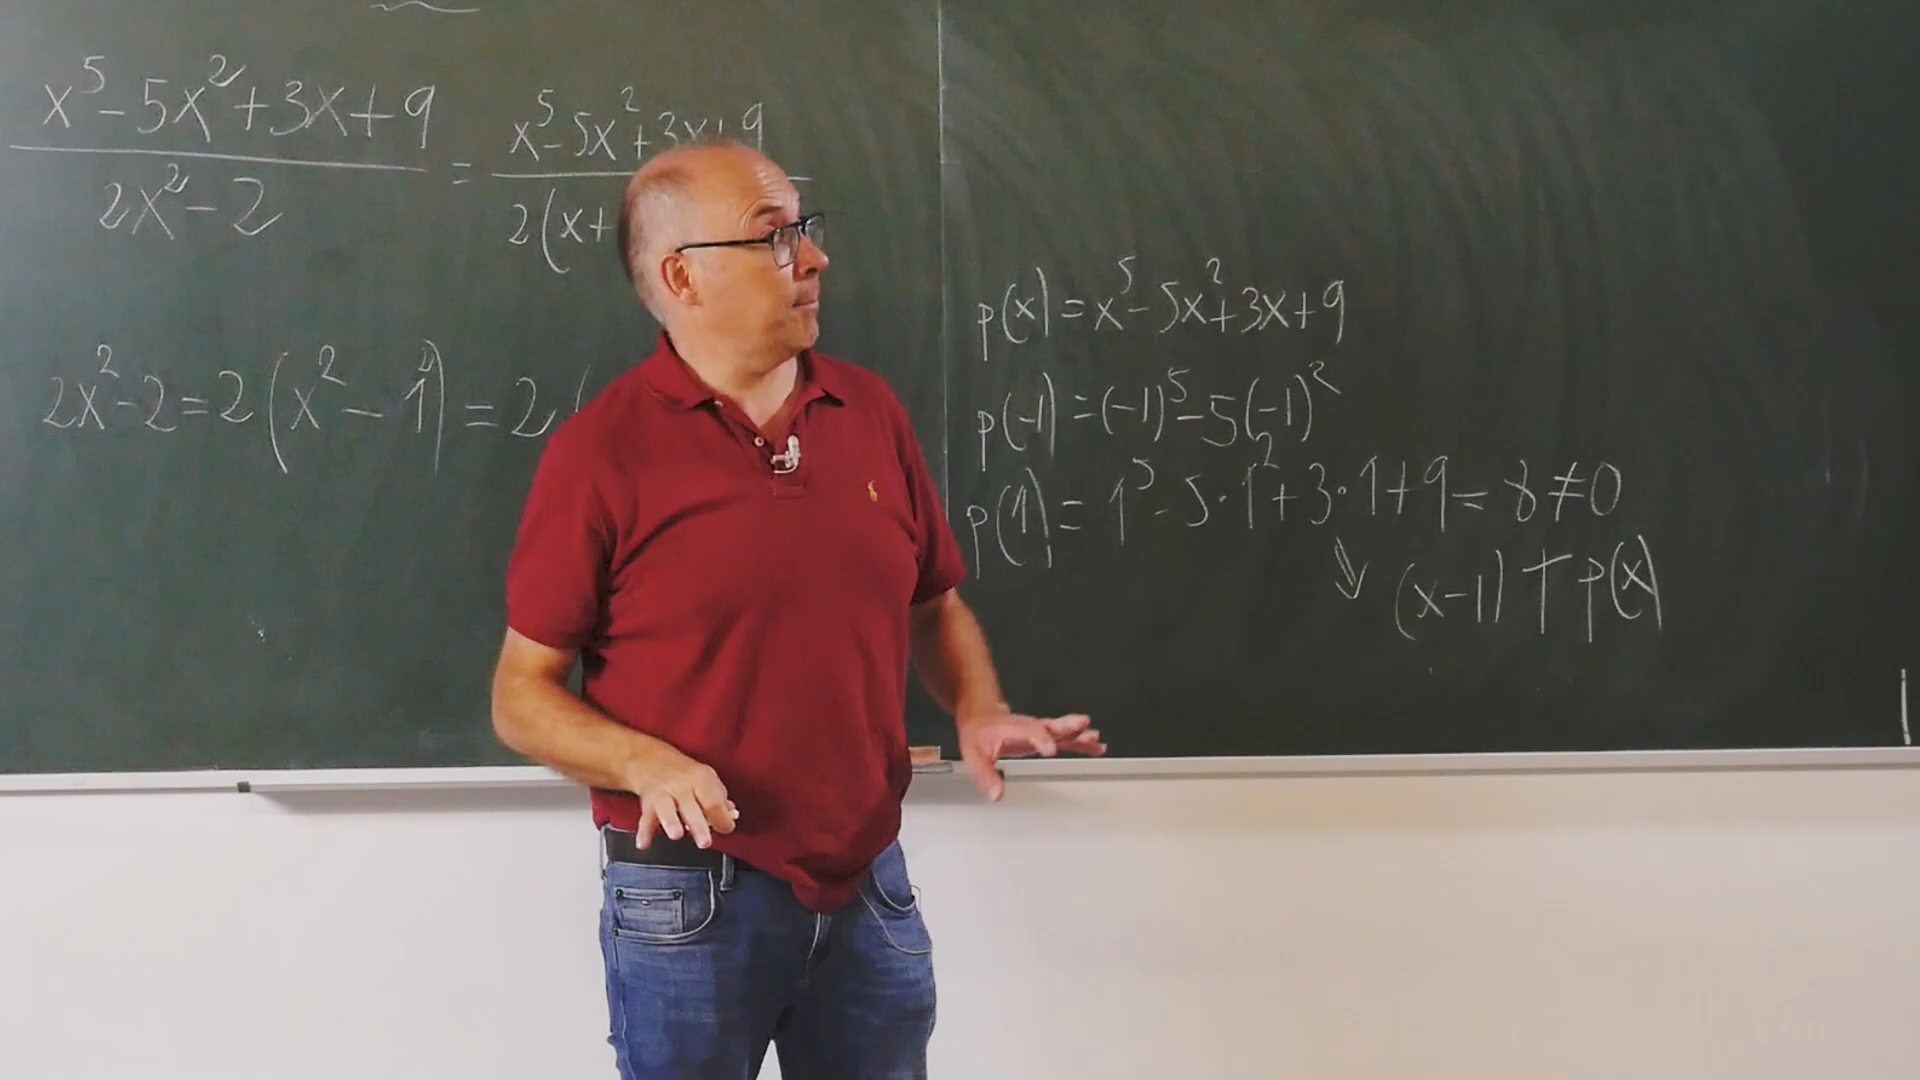 x⁵-5x²+3x+9 / 2x²-2 = x⁵-5x²+3x+9 / 2(x+
2x²-2=2(x²-1)=2(
p(x)=x⁵-5x²+3x+9
p(-1)=(-1)⁵-5(-1)²
p(1)=1⁵-5·1²+3·1+9=8≠0
⇓ (x-1)∤p(x)